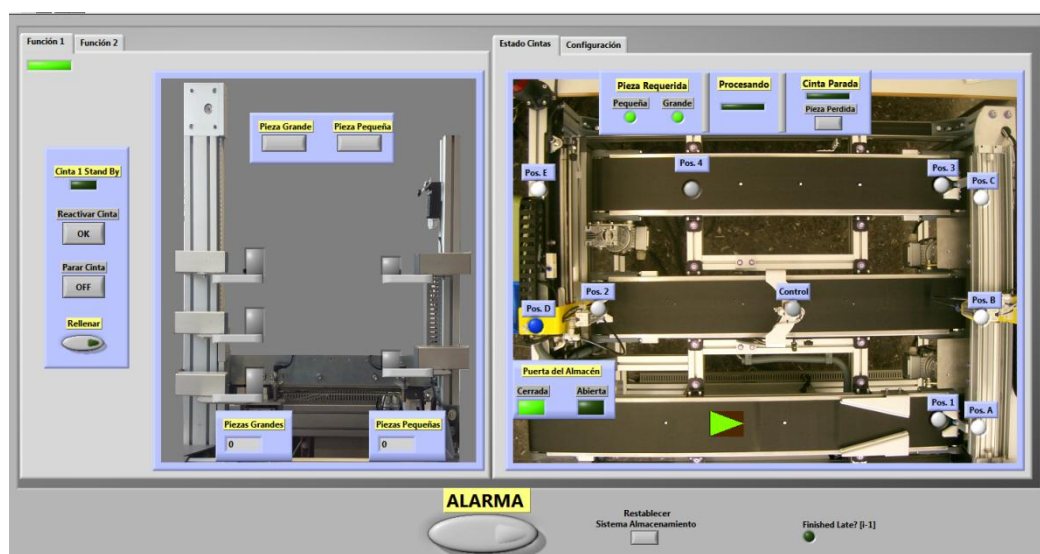 Función 1
Función 2
Cinta 1 Stand By
Reactivar Cinta
OK
Parar Cinta
OFF
Rellenar
Pieza Grande
Pieza Pequeña
Piezas Grandes
0
Piezas Pequeñas
0
Estado Cintas
Configuración
Pieza Requerida
Pequeña
Grande
Procesando
Cinta Parada
Pieza Perdida
Pos. E
Pos. 4
Pos. 3
Pos. C
Pos. D
Pos. 2
Control
Pos. B
Puerta del Almacén
Cerrada
Abierta
Pos. 1
Pos. A
ALARMA
Restablecer
Sistema Almacenamiento
Finished Late? [i-1]